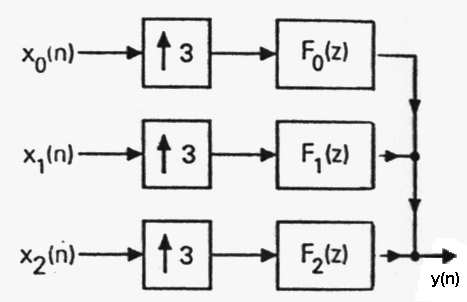 x₀(n) ↑ 3 F₀(z)
x₁(n) ↑ 3 F₁(z)
x₂(n) ↑ 3 F₂(z)
y(n)